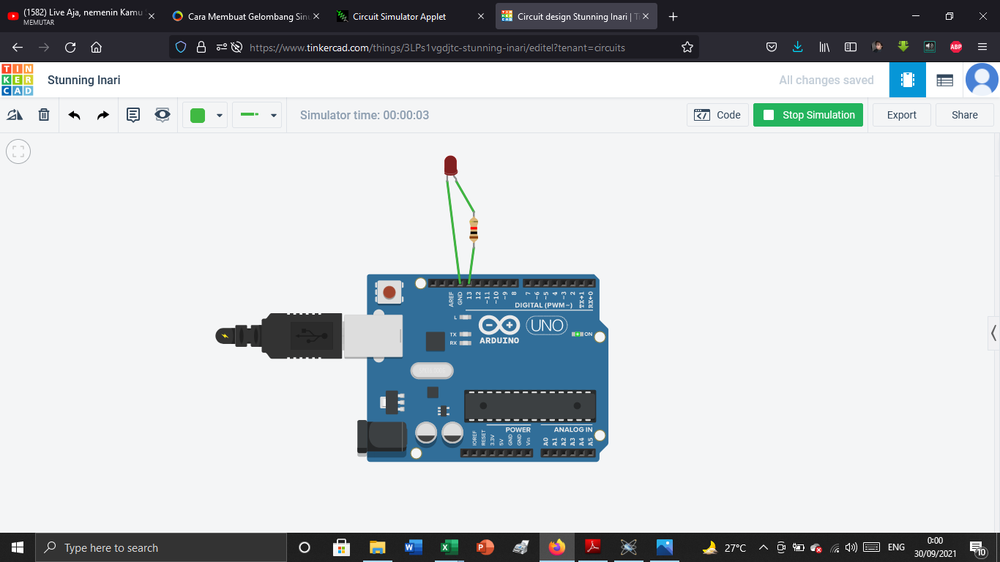 (1582) Live Aja, nemenin Kamu
MEMUTAR
Cara Membuat Gelombang Sin
Circuit Simulator Applet
Circuit design Stunning Inari | Ti
https://www.tinkercad.com/things/3LPs1vgdjtc-stunning-inari/editel?tenant=circuits
ABP
TIN
KER
CAD
Stunning Inari
All changes saved
Simulator time: 00:00:03
Code
Stop Simulation
Export
Share
AREF
GND
13
12
~11
~10
~9
8
7
~6
~5
4
~3
2
TX→1
RX←0
DIGITAL (PWM~)
L
TX
RX
ARDUINO
UNO
ON
POWER
ANALOG IN
IOREF
RESET
3.3V
5V
GND
GND
Vin
A0
A1
A2
A3
A4
A5
Type here to search
27°C
ENG
0:00
30/09/2021
10